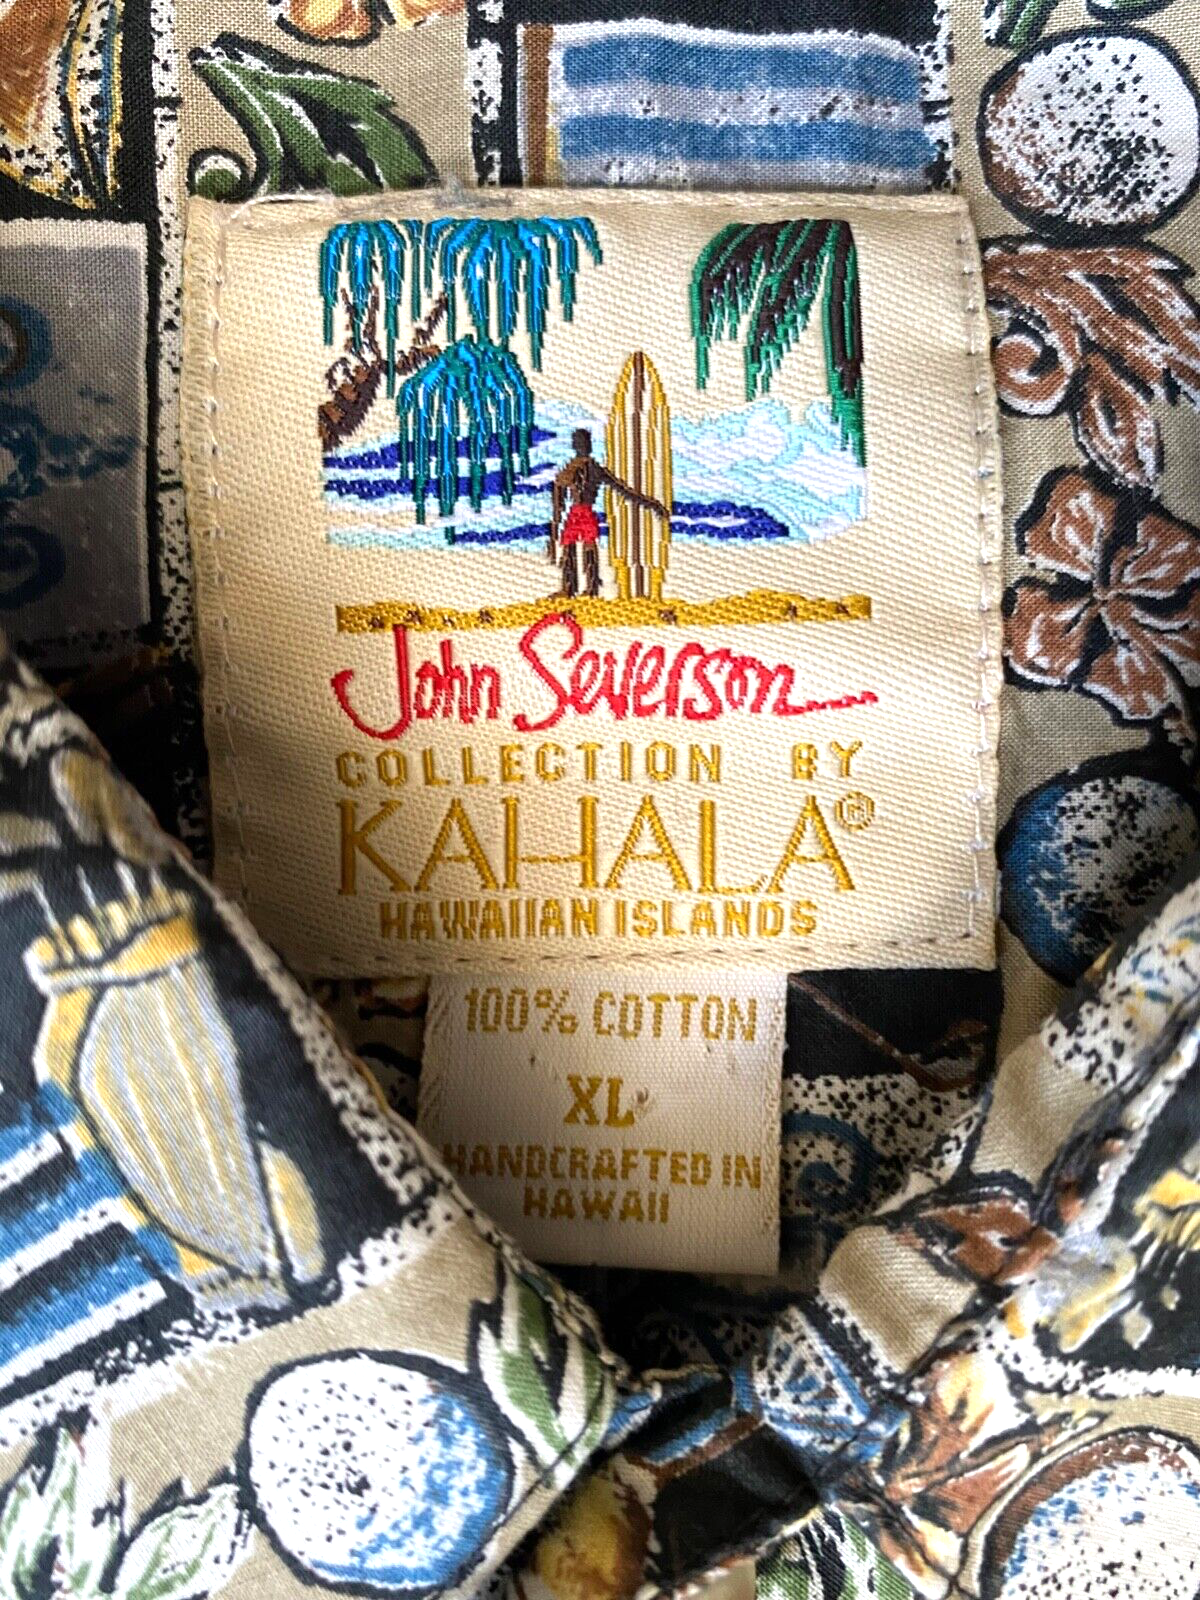 John Severson
COLLECTION BY
KAHALA®
HAWAIIAN ISLANDS
100% COTTON
XL
HANDCRAFTED IN
HAWAII